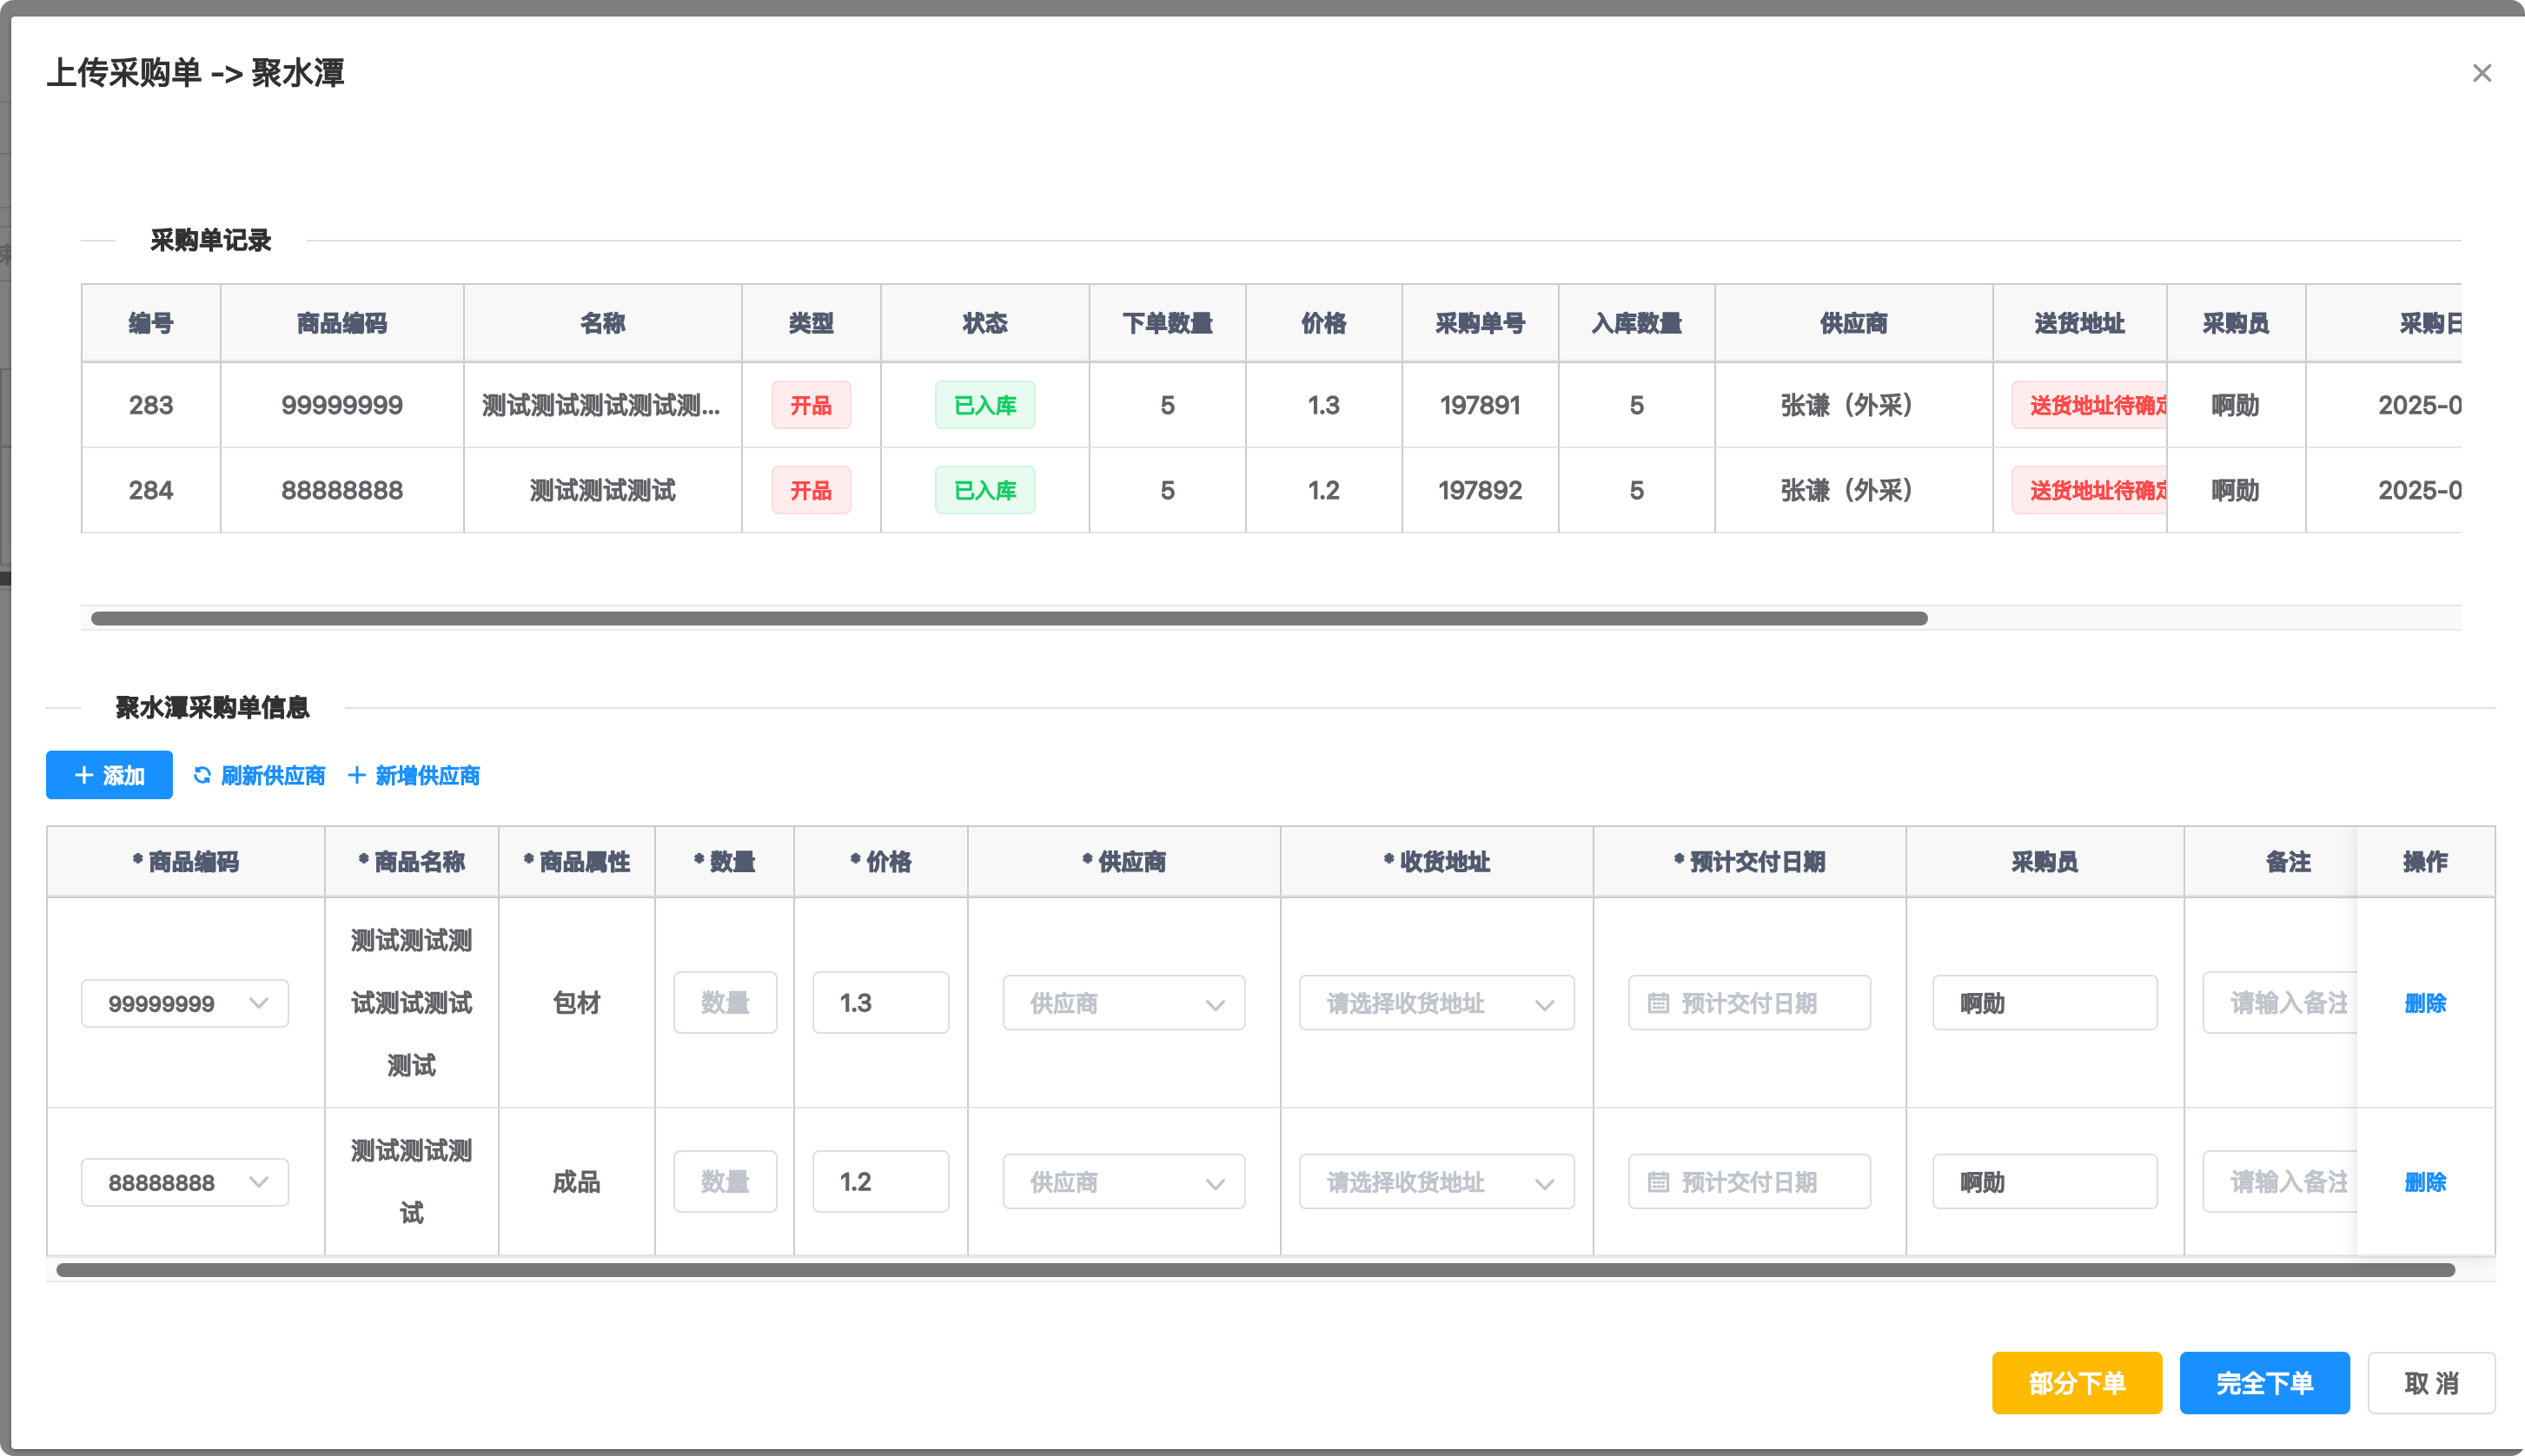 上传采购单 -> 聚水潭
采购单记录
编号 商品编码 名称 类型 状态 下单数量 价格 采购单号 入库数量 供应商 送货地址 采购员 采购日
283 99999999 测试测试测试测试测... 开品 已入库 5 1.3 197891 5 张谦（外采） 送货地址待确定 啊勋 2025-0
284 88888888 测试测试测试 开品 已入库 5 1.2 197892 5 张谦（外采） 送货地址待确定 啊勋 2025-0
聚水潭采购单信息
添加 刷新供应商 新增供应商
* 商品编码 * 商品名称 * 商品属性 * 数量 * 价格 * 供应商 * 收货地址 * 预计交付日期 采购员 备注 操作
测试测试测
99999999 试测试测试 包材 数量 1.3 供应商 请选择收货地址 预计交付日期 啊勋 请输入备注 删除
测试
测试测试测
88888888 成品 数量 1.2 供应商 请选择收货地址 预计交付日期 啊勋 请输入备注 删除
试
部分下单 完全下单 取 消